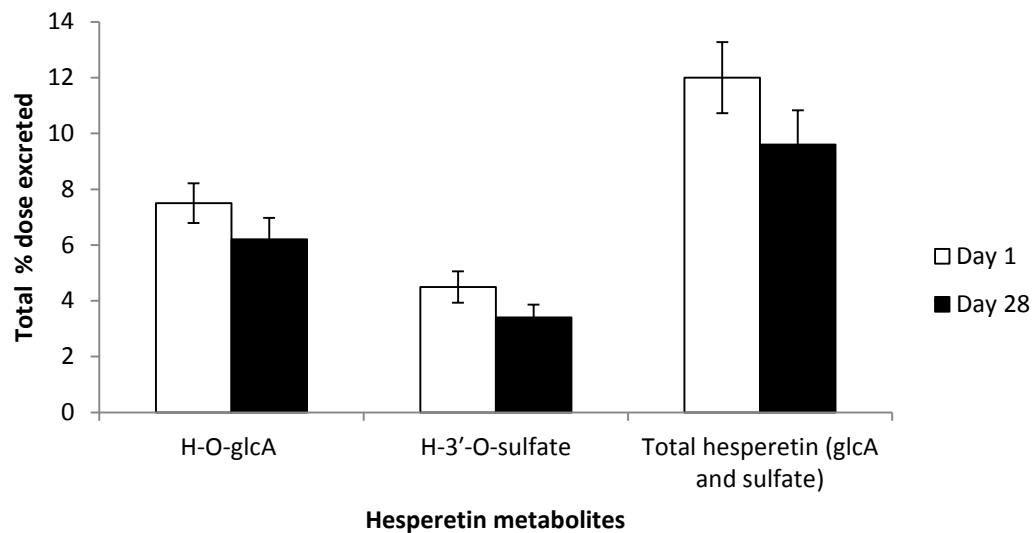 Total % dose excreted
14
12
10
8
6
4
2
0
H-O-glcA
H-3′-O-sulfate
Total hesperetin (glcA
and sulfate)
Hesperetin metabolites
Day 1
Day 28